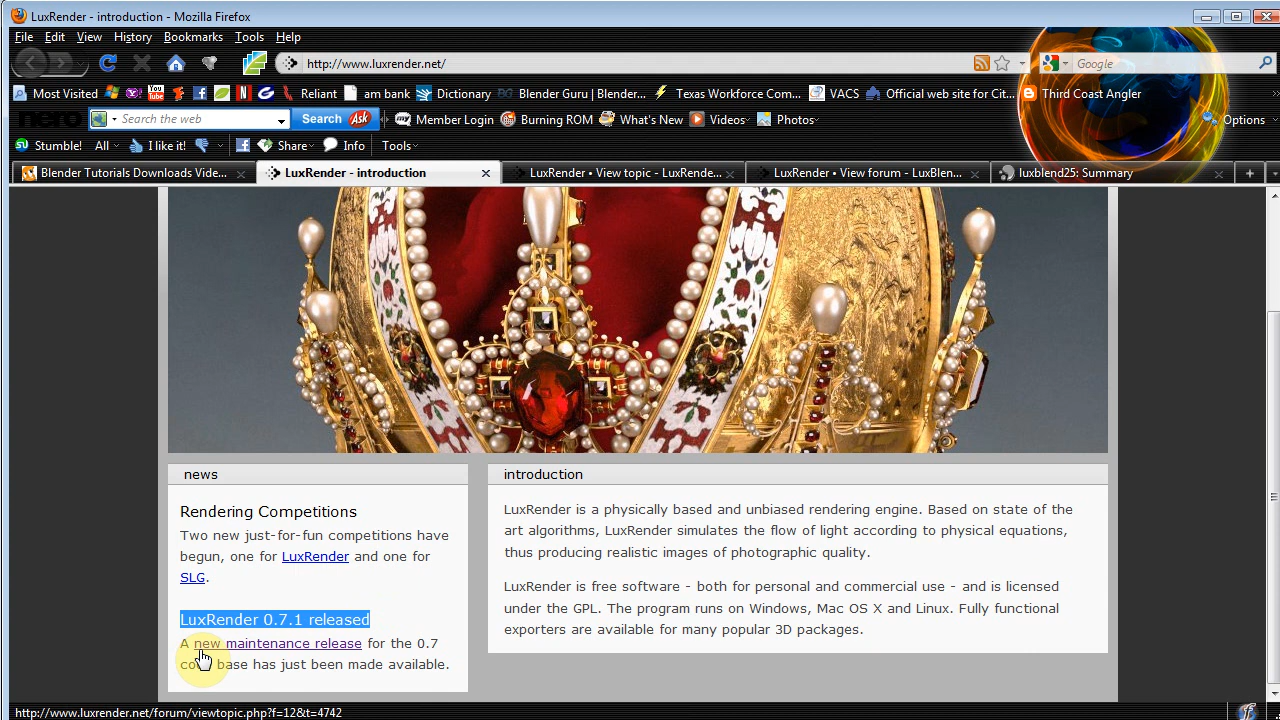 LuxRender - introduction - Mozilla Firefox
File Edit View History Bookmarks Tools Help
http://www.luxrender.net/
Google
Most Visited Reliant am bank Dictionary Blender Guru | Blender... Texas Workforce Com... VACS Official web site for Cit... Third Coast Angler
nero Search the web Search Ask Member Login Burning ROM What's New Videos Photos Options
Stumble! All I like it! Share Info Tools
Blender Tutorials Downloads Vide... LuxRender - introduction LuxRender • View topic - LuxRende... LuxRender • View forum - LuxBlen... luxblend25: Summary
news
Rendering Competitions
Two new just-for-fun competitions have
begun, one for LuxRender and one for
SLG.
LuxRender 0.7.1 released
A new maintenance release for the 0.7
base has just been made available.
introduction
LuxRender is a physically based and unbiased rendering engine. Based on state of the
art algorithms, LuxRender simulates the flow of light according to physical equations,
thus producing realistic images of photographic quality.
LuxRender is free software - both for personal and commercial use - and is licensed
under the GPL. The program runs on Windows, Mac OS X and Linux. Fully functional
exporters are available for many popular 3D packages.
http://www.luxrender.net/forum/viewtopic.php?f=12&t=4742